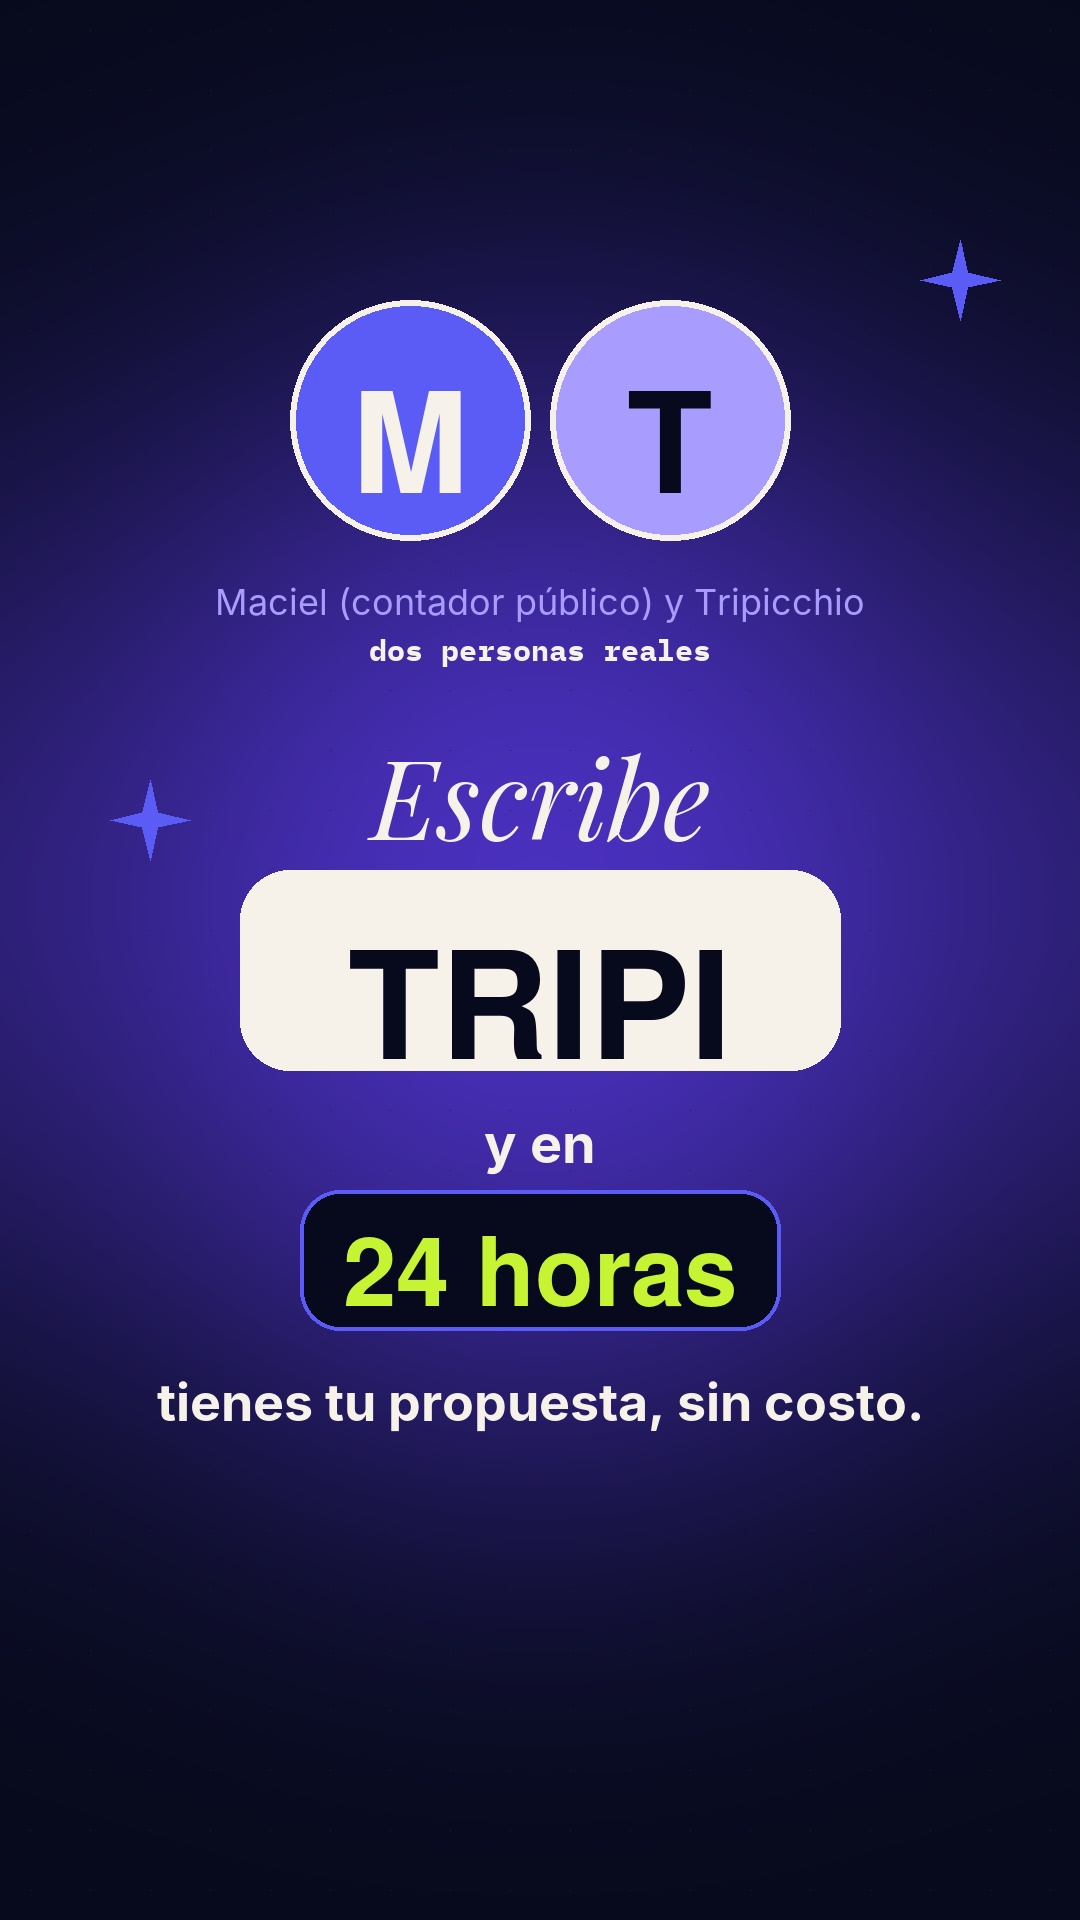 M T
Maciel (contador público) y Tripicchio
dos personas reales
Escribe
TRIPI
y en
24 horas
tienes tu propuesta, sin costo.